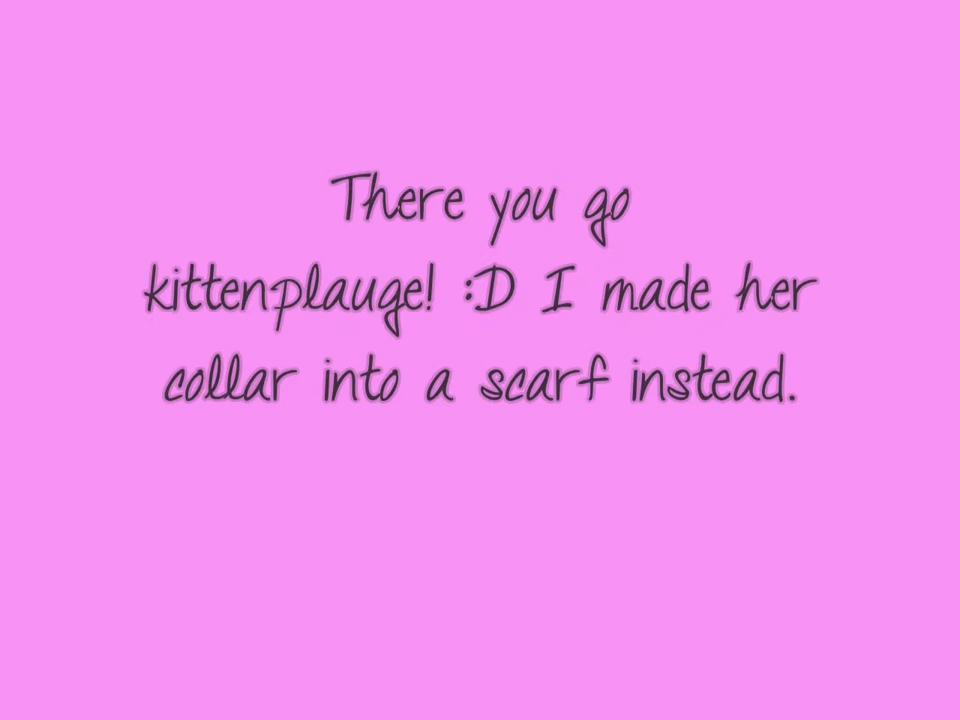 There you go
kittenplauge! :D I made her
collar into a scarf instead.